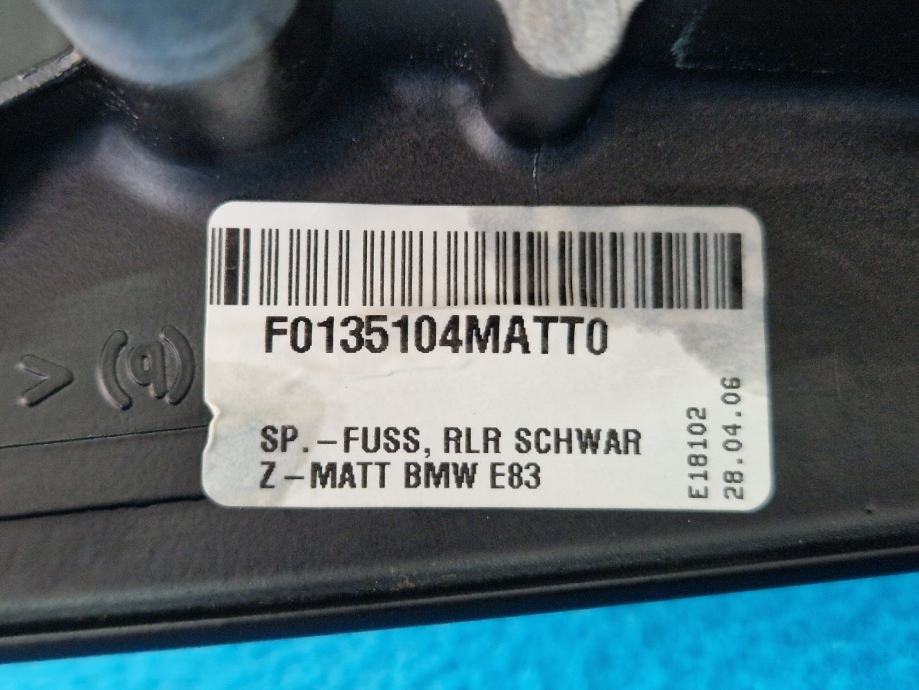 F0135104MATT0
SP.-FUSS, RLR SCHWAR
Z-MATT BMW E83
E18102
28.04.06